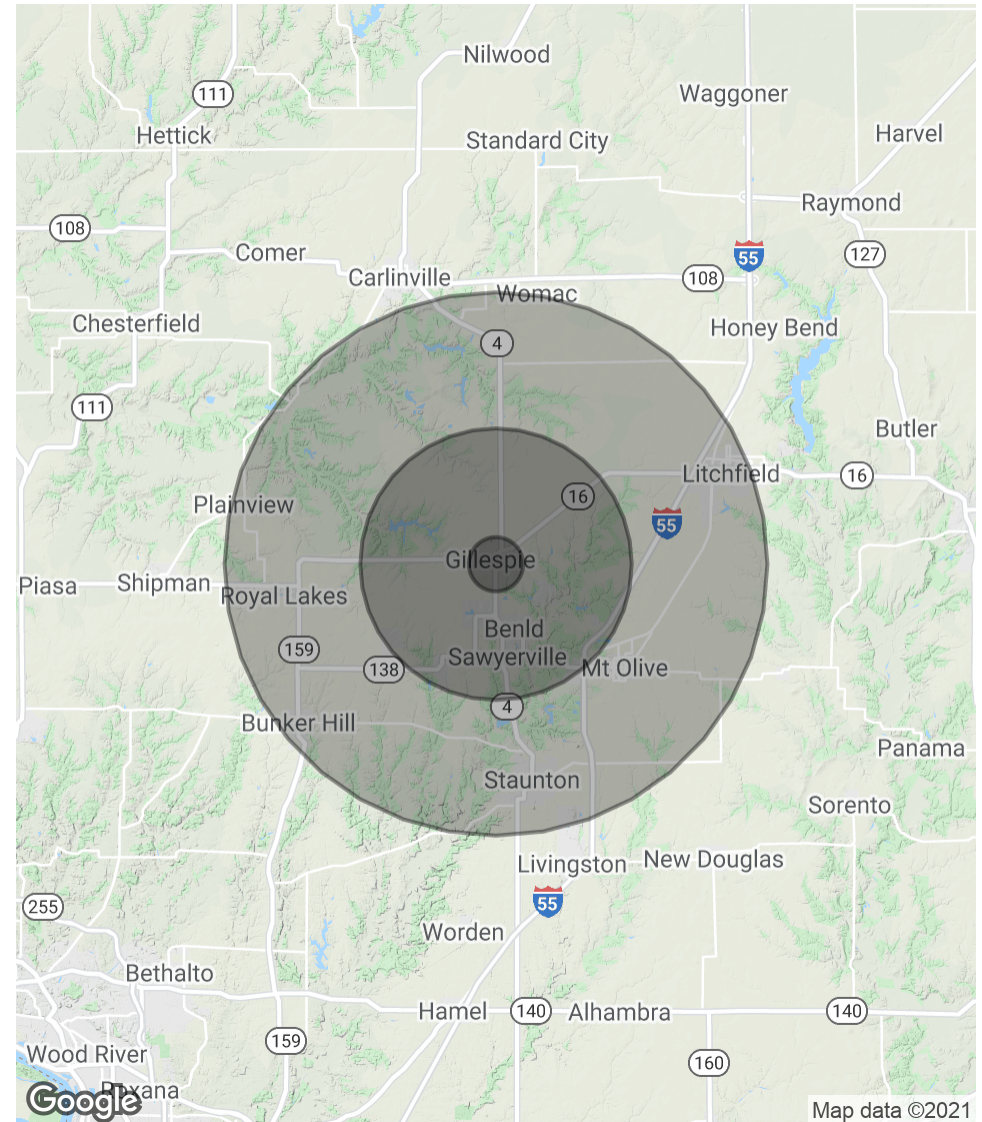 Nilwood
Waggoner
111
Harvel
Hettick
Standard City
Raymond
108
Comer
55
127
Carlinville
108
Womac
Chesterfield
Honey Bend
4
111
Butler
Litchfield
16
16
Plainview
55
Gillespie
Piasa
Shipman
Royal Lakes
Benld
159
Sawyerville
138
Mt Olive
4
Bunker Hill
Panama
Staunton
Sorento
Livingston
New Douglas
255
55
Worden
Bethalto
Hamel
140
Alhambra
140
159
Wood River
160
Roxana
Google
Map data ©2021